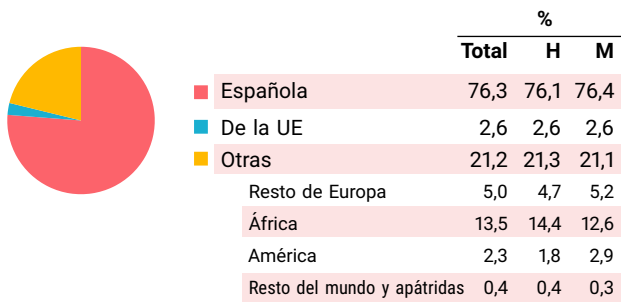 %
Total H M
Española 76,3 76,1 76,4
De la UE 2,6 2,6 2,6
Otras 21,2 21,3 21,1
Resto de Europa 5,0 4,7 5,2
África 13,5 14,4 12,6
América 2,3 1,8 2,9
Resto del mundo y apátridas 0,4 0,4 0,3